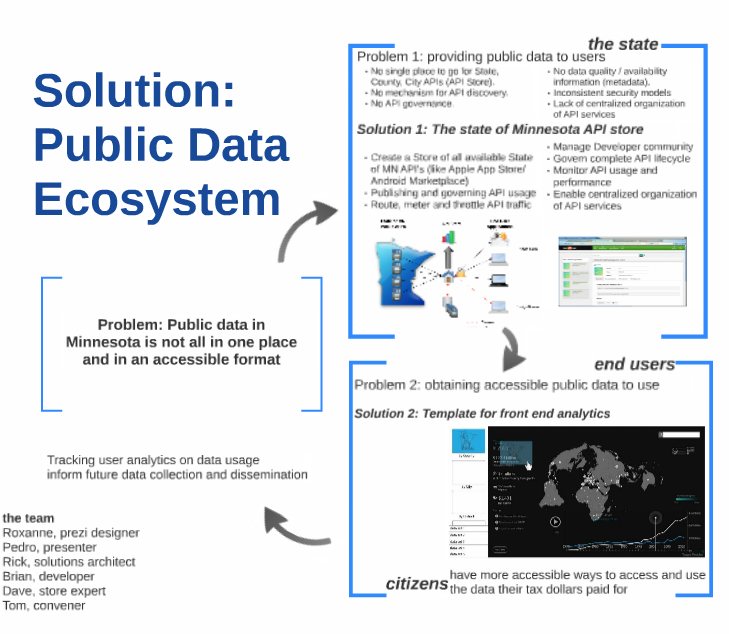 Solution:
Public Data
Ecosystem
Problem: Public data in
Minnesota is not all in one place
and in an accessible format
Tracking user analytics on data usage
inform future data collection and dissemination
the team
Roxanne, prezi designer
Pedro, presenter
Rick, solutions architect
Brian, developer
Dave, store expert
Tom, convener
the state
Problem 1: providing public data to users
- No single place to go for State,
County, City APIs (API Store).
- No mechanism for API discovery.
- No API governance.
- No data quality / availability
information (metadata).
- Inconsistent security models
- Lack of centralized organization
of API services
Solution 1: The state of Minnesota API store
- Create a Store of all available State
of MN API's (like Apple App Store/
Android Marketplace)
- Publishing and governing API usage
- Route, meter and throttle API traffic
- Manage Developer community
- Govern complete API lifecycle
- Monitor API usage and
performance
- Enable centralized organization
of API services
end users
Problem 2: obtaining accessible public data to use
Solution 2: Template for front end analytics
citizens
have more accessible ways to access and use
the data their tax dollars paid for